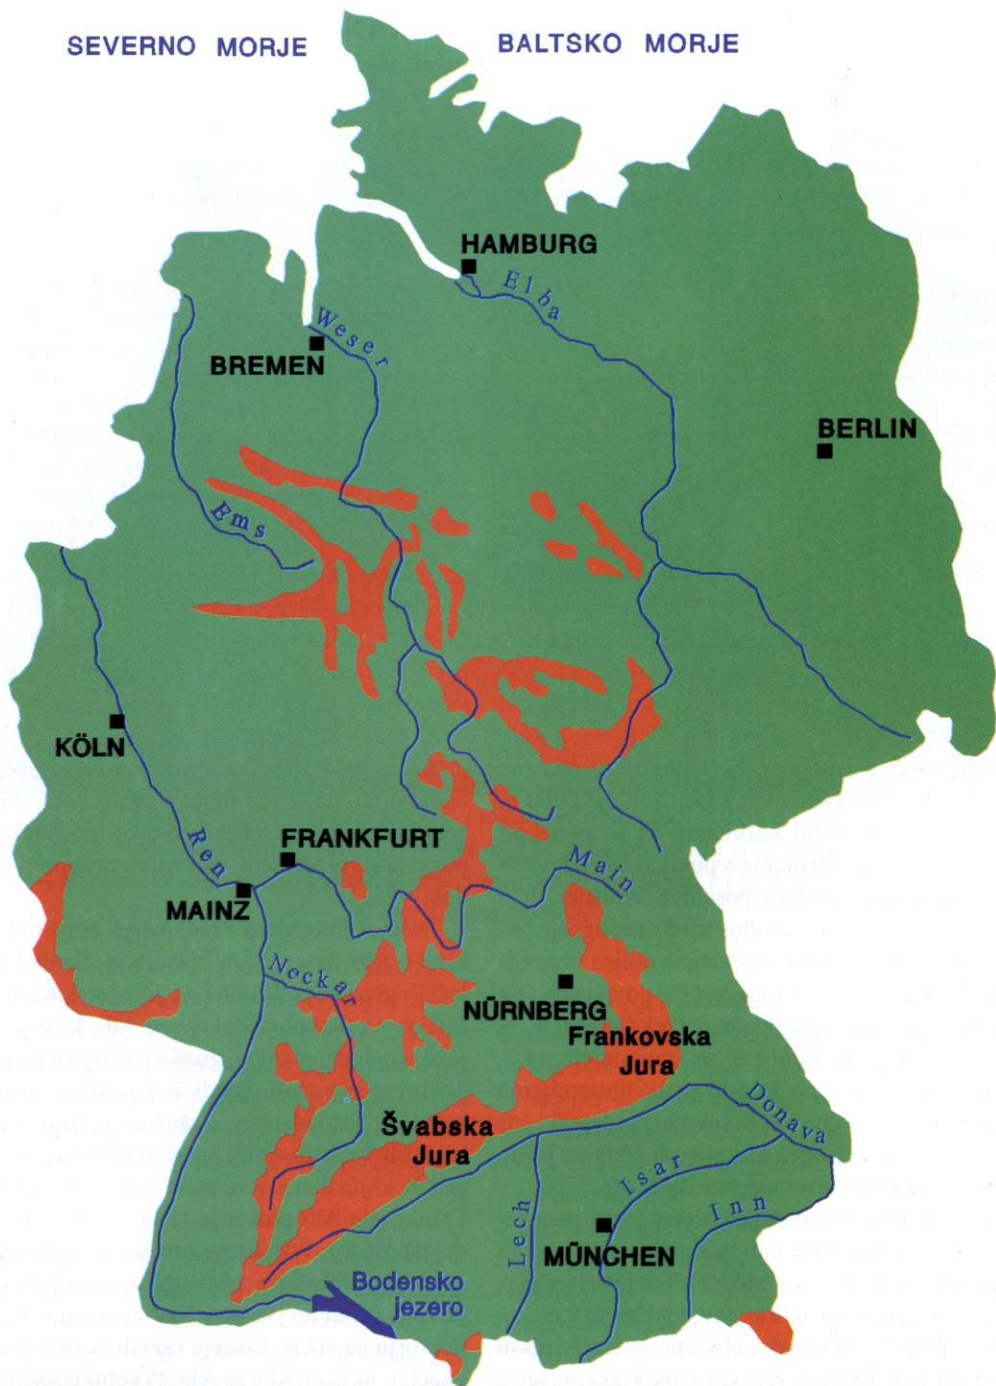 SEVERNO MORJE
BALTSKO MORJE
HAMBURG
Elba
Weser
BREMEN
BERLIN
Ems
KÖLN
FRANKFURT
Ren
Main
MAINZ
Neckar
NÜRNBERG
Frankovska
Jura
Švabska
Jura
Donava
Isar
Inn
Lech
MÜNCHEN
Bodensko
jezero